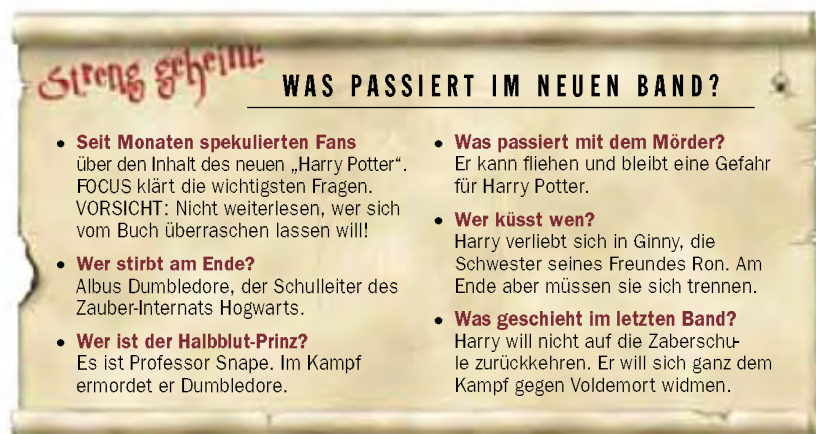 Streng geheim:
WAS PASSIERT IM NEUEN BAND?
• Seit Monaten spekulierten Fans
über den Inhalt des neuen „Harry Potter“.
FOCUS klärt die wichtigsten Fragen.
VORSICHT: Nicht weiterlesen, wer sich
vom Buch überraschen lassen will!
• Wer stirbt am Ende?
Albus Dumbledore, der Schulleiter des
Zauber-Internats Hogwarts.
• Wer ist der Halbblut-Prinz?
Es ist Professor Snape. Im Kampf
ermordet er Dumbledore.
• Was passiert mit dem Mörder?
Er kann fliehen und bleibt eine Gefahr
für Harry Potter.
• Wer küsst wen?
Harry verliebt sich in Ginny, die
Schwester seines Freundes Ron. Am
Ende aber müssen sie sich trennen.
• Was geschieht im letzten Band?
Harry will nicht auf die Zaberschu-
le zurückkehren. Er will sich ganz dem
Kampf gegen Voldemort widmen.